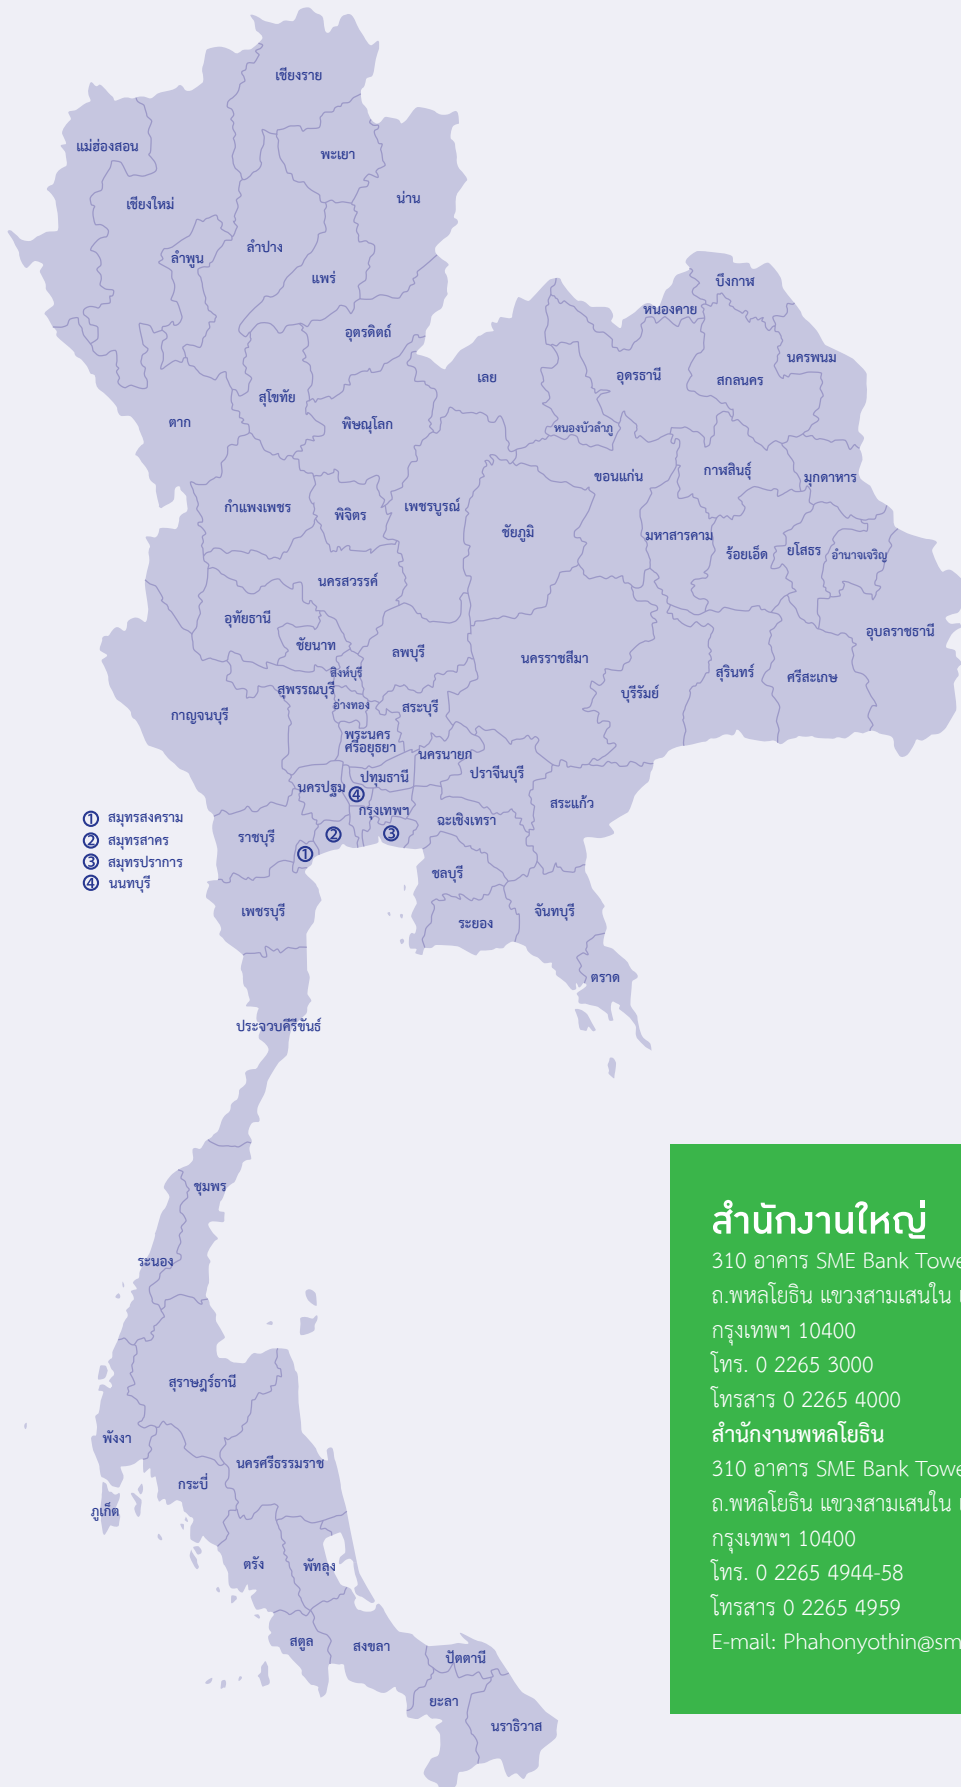 เชียงราย
แม่ฮ่องสอน
พะเยา
เชียงใหม่
น่าน
ลำปาง
ลำพูน
แพร่
บึงกาฬ
หนองคาย
อุตรดิตถ์
นครพนม
เลย
อุดรธานี
สกลนคร
สุโขทัย
ตาก
พิษณุโลก
หนองบัวลำภู
ขอนแก่น
กาฬสินธุ์
มุกดาหาร
กำแพงเพชร
พิจิตร
เพชรบูรณ์
ชัยภูมิ
มหาสารคาม
ร้อยเอ็ด
ยโสธร
อำนาจเจริญ
นครสวรรค์
อุทัยธานี
ชัยนาท
ลพบุรี
นครราชสีมา
อุบลราชธานี
สิงห์บุรี
สุพรรณบุรี
บุรีรัมย์
สุรินทร์
ศรีสะเกษ
อ่างทอง
สระบุรี
กาญจนบุรี
พระนคร
ศรีอยุธยา
นครนายก
ปราจีนบุรี
ปทุมธานี
นครปฐม
④
สระแก้ว
กรุงเทพฯ
ฉะเชิงเทรา
① สมุทรสงคราม
② สมุทรสาคร
③ สมุทรปราการ
④ นนทบุรี
ราชบุรี
②
③
①
ชลบุรี
เพชรบุรี
ระยอง
จันทบุรี
ตราด
ประจวบคีรีขันธ์
ชุมพร
ระนอง
สุราษฎร์ธานี
พังงา
นครศรีธรรมราช
กระบี่
ภูเก็ต
ตรัง
พัทลุง
สตูล
สงขลา
ปัตตานี
ยะลา
นราธิวาส
สำนักงานใหญ่
310 อาคาร SME Bank Towe
ถ.พหลโยธิน แขวงสามเสนใน
กรุงเทพฯ 10400
โทร. 0 2265 3000
โทรสาร 0 2265 4000
สำนักงานพหลโยธิน
310 อาคาร SME Bank Towe
ถ.พหลโยธิน แขวงสามเสนใน
กรุงเทพฯ 10400
โทร. 0 2265 4944-58
โทรสาร 0 2265 4959
E-mail: Phahonyothin@sm